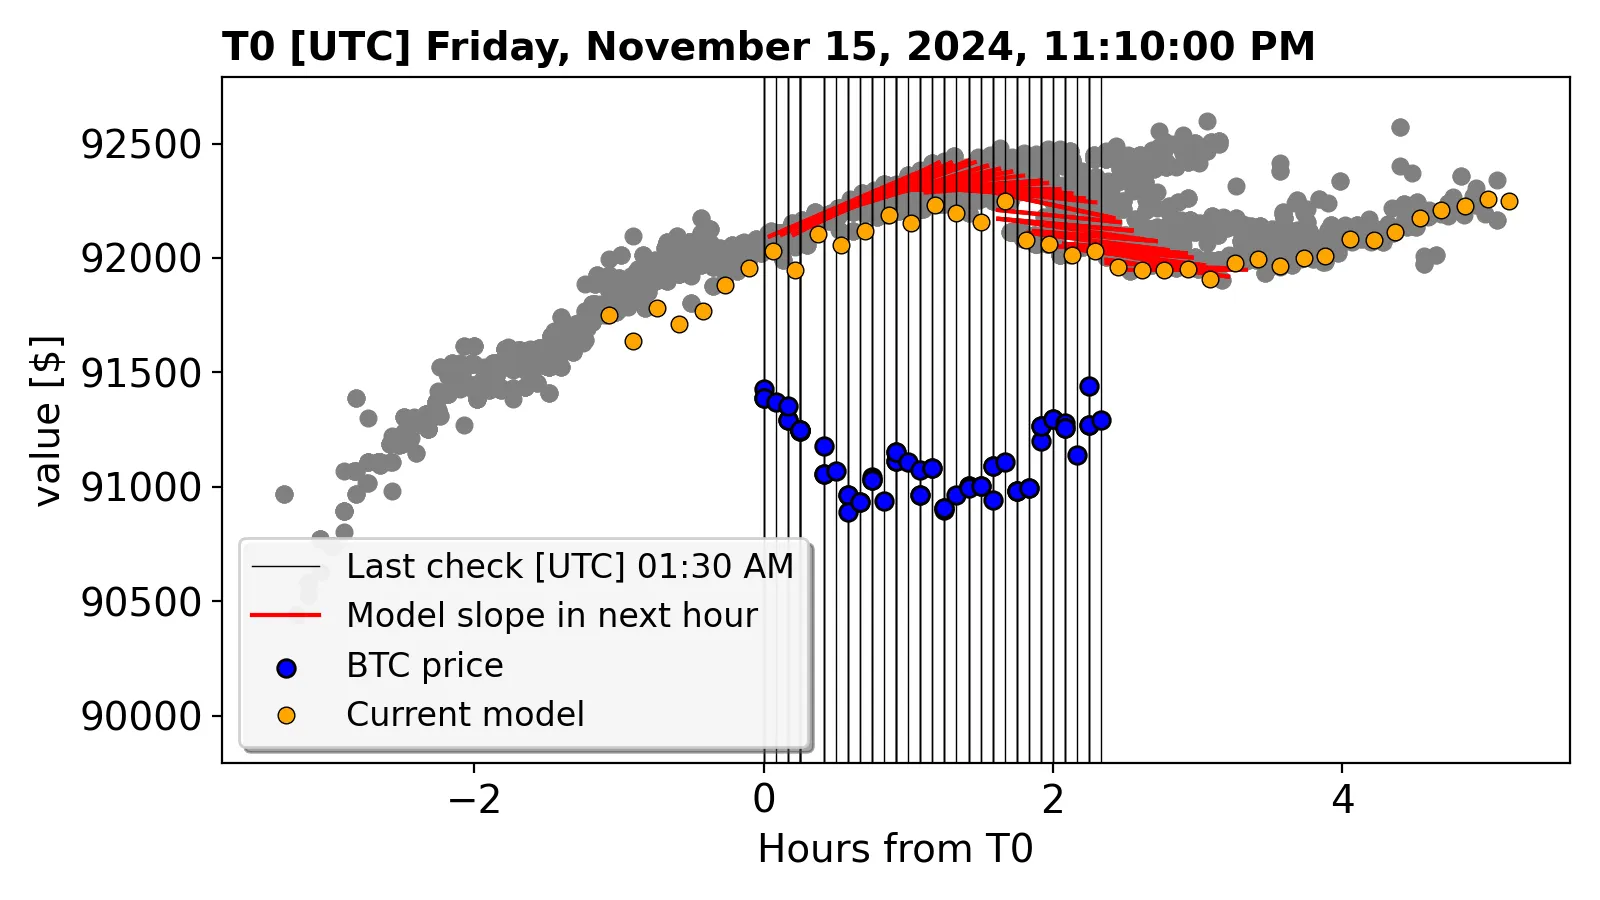 T0 [UTC] Friday, November 15, 2024, 11:10:00 PM
value [$]
92500
92000
91500
91000
90500
90000
Last check [UTC] 01:30 AM
Model slope in next hour
BTC price
Current model
−2 0 2 4
Hours from T0